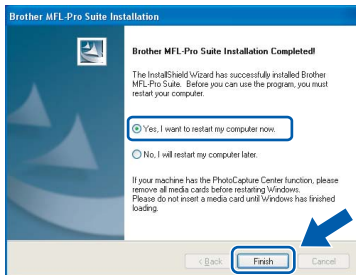 Brother MFL-Pro Suite Installation
Brother MFL-Pro Suite Installation Completed!
The InstallShield Wizard has successfully installed Brother
MFL-Pro Suite. Before you can use the program, you must
restart your computer.
Yes, I want to restart my computer now.
No, I will restart my computer later.
If your machine has the PhotoCapture Center function, please
remove all media cards before restarting Windows.
Please do not insert a media card until Windows has finished
loading.
< Back Finish Cancel